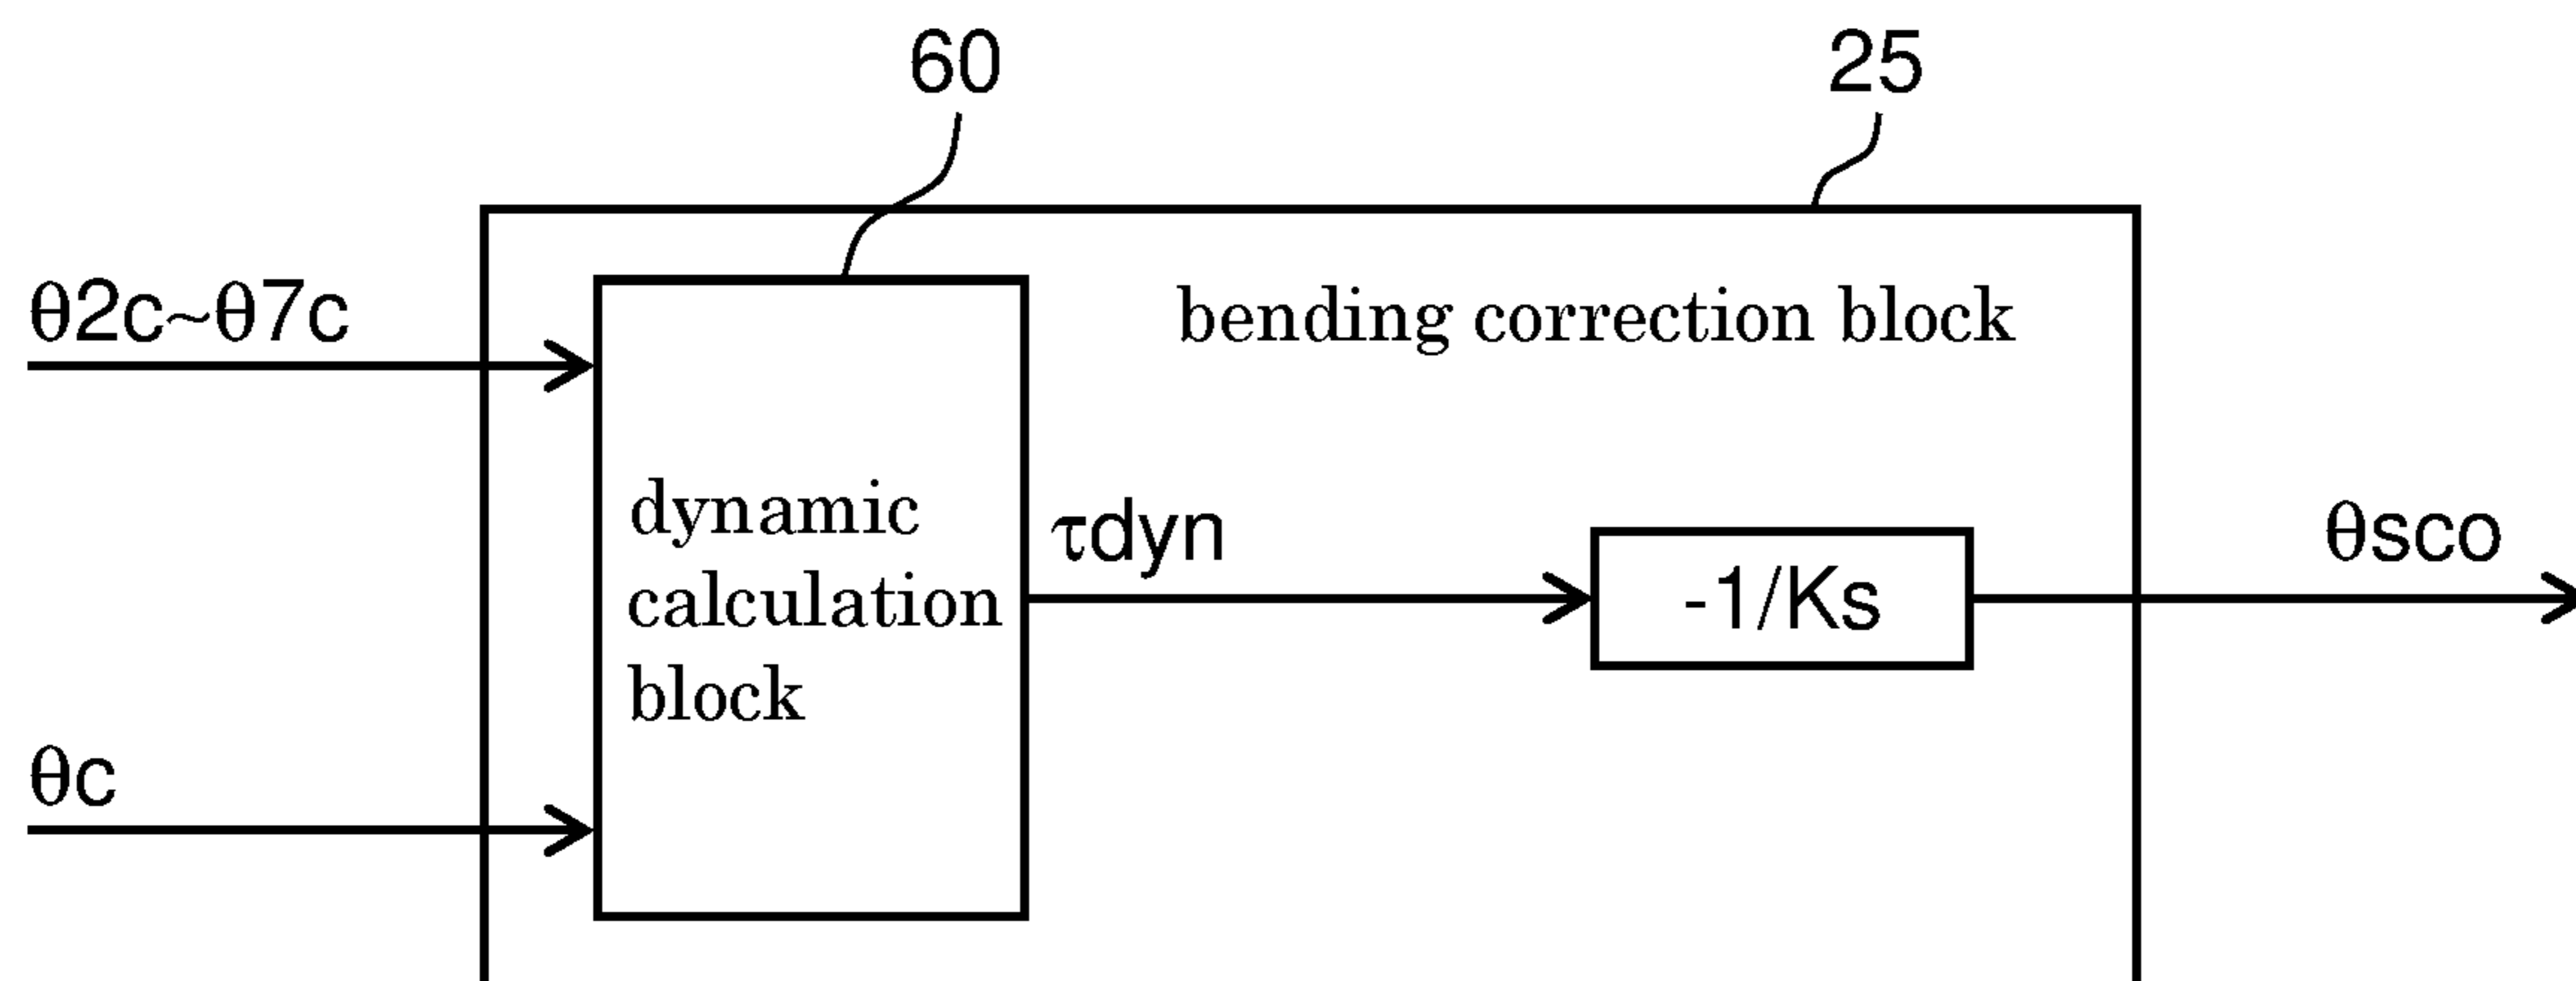 60
25
θ2c~θ7c
bending correction block
dynamic
calculation
block
τdyn
-1/Ks
θsco
θc